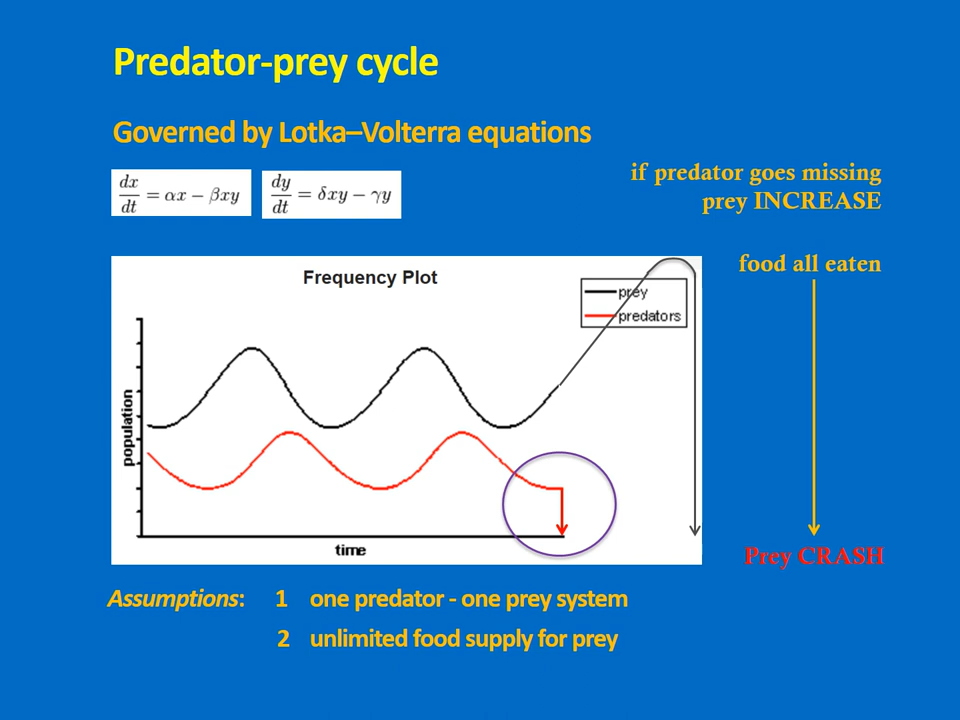 Predator-prey cycle
Governed by Lotka–Volterra equations
dx/dt = αx − βxy
dy/dt = δxy − γy
if predator goes missing
prey INCREASE
food all eaten
Frequency Plot
prey
predators
population
time
Prey CRASH
Assumptions: 1 one predator - one prey system
2 unlimited food supply for prey